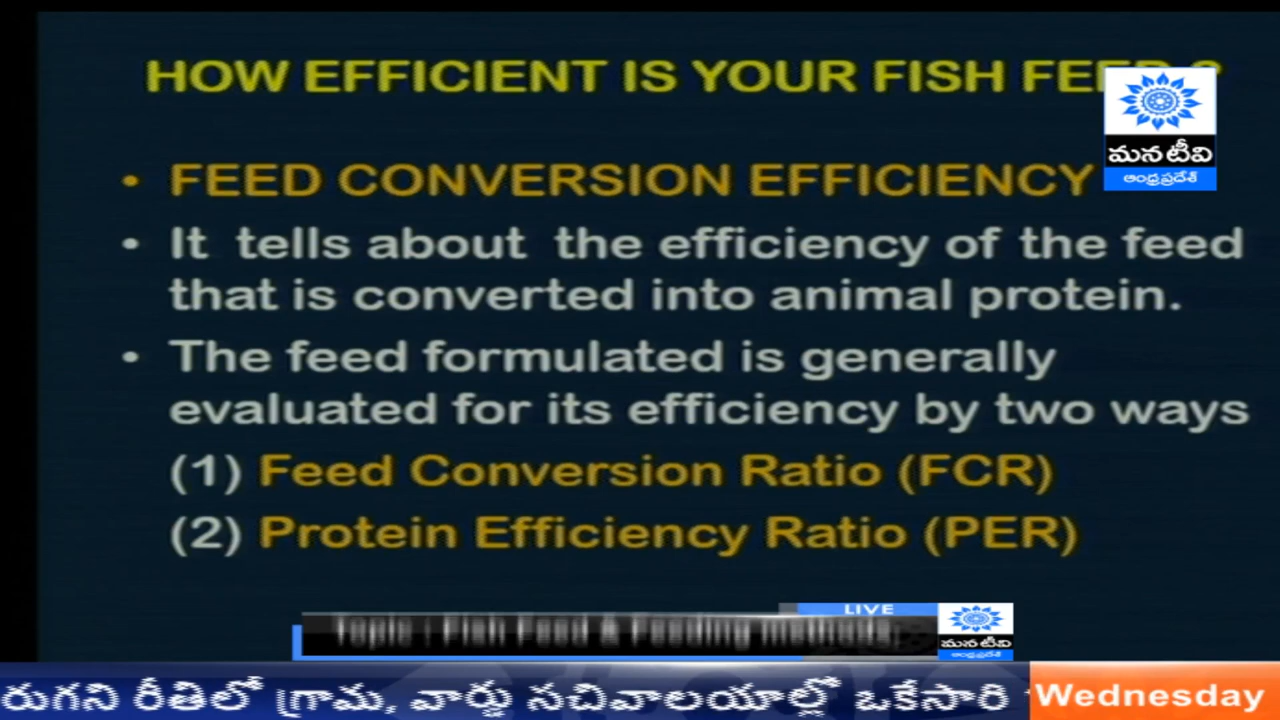 HOW EFFICIENT IS YOUR FISH FEED ?
మన టీవి
ఆంధ్రప్రదేశ్
• FEED CONVERSION EFFICIENCY
• It tells about the efficiency of the feed
that is converted into animal protein.
• The feed formulated is generally
evaluated for its efficiency by two ways
(1) Feed Conversion Ratio (FCR)
(2) Protein Efficiency Ratio (PER)
LIVE
Topic : Fish Feed & Feeding methods
మన టీవి
రుగని రీతిలో గ్రామ, వార్డు సచివాలయాల్లో ఒకేసారి
Wednesday